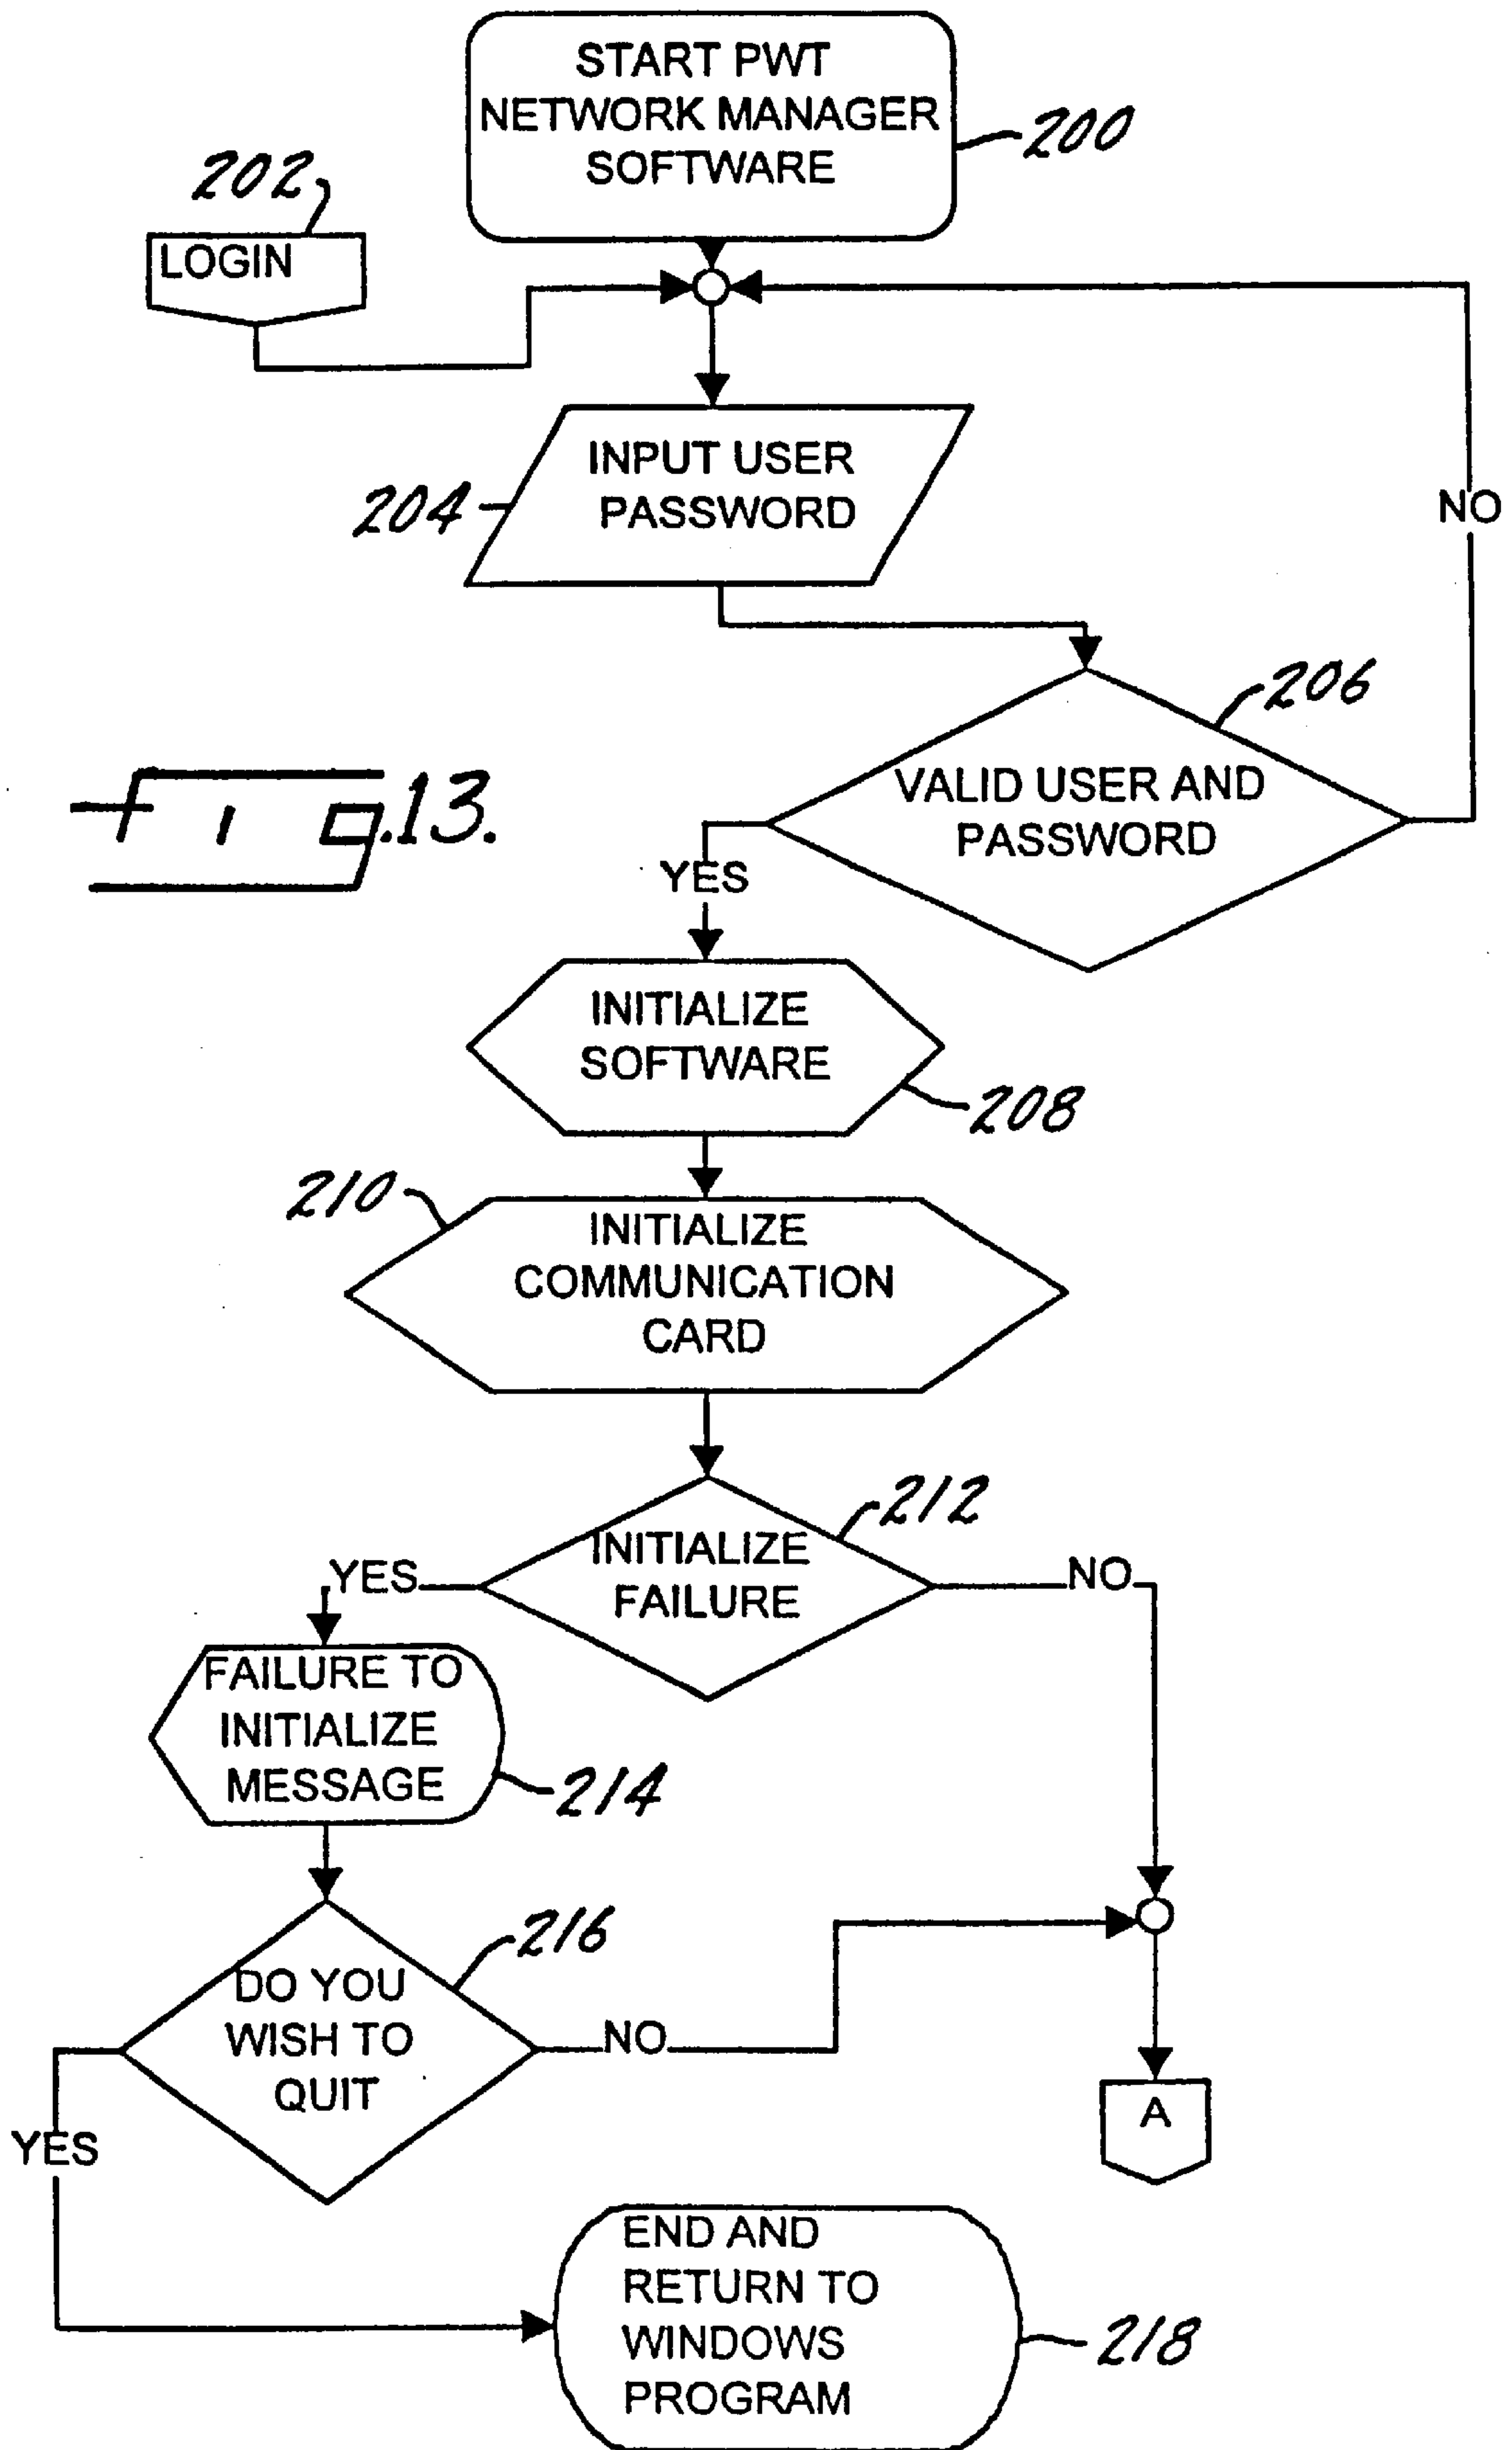 START PWT
NETWORK MANAGER
SOFTWARE
200
202
LOGIN
INPUT USER
PASSWORD
204
NO
206
VALID USER AND
PASSWORD
Fig.13.
YES
INITIALIZE
SOFTWARE
208
210
INITIALIZE
COMMUNICATION
CARD
212
INITIALIZE
FAILURE
YES
NO
FAILURE TO
INITIALIZE
MESSAGE
214
216
DO YOU
WISH TO
QUIT
NO
YES
A
END AND
RETURN TO
WINDOWS
PROGRAM
218